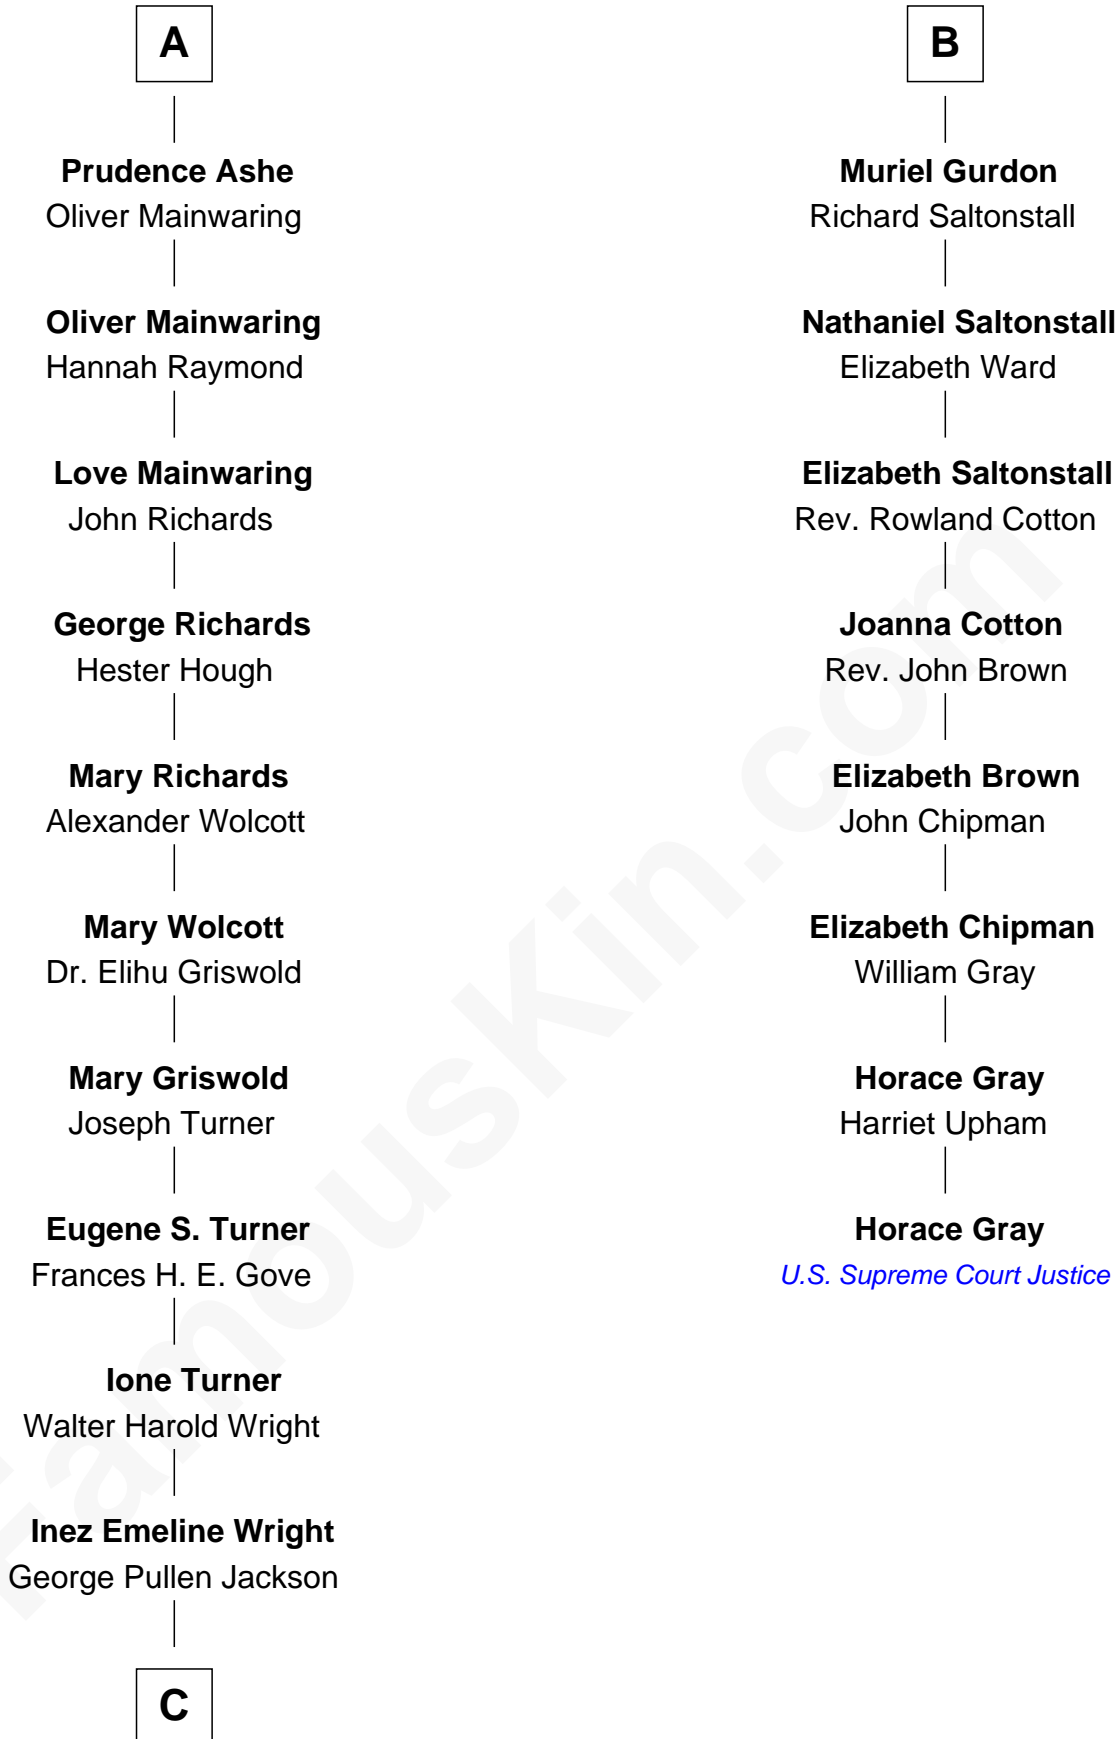 A
Prudence Ashe
Oliver Mainwaring
Oliver Mainwaring
Hannah Raymond
Love Mainwaring
John Richards
George Richards
Hester Hough
Mary Richards
Alexander Wolcott
Mary Wolcott
Dr. Elihu Griswold
Mary Griswold
Joseph Turner
Eugene S. Turner
Frances H. E. Gove
Ione Turner
Walter Harold Wright
Inez Emeline Wright
George Pullen Jackson
C
B
Muriel Gurdon
Richard Saltonstall
Nathaniel Saltonstall
Elizabeth Ward
Elizabeth Saltonstall
Rev. Rowland Cotton
Joanna Cotton
Rev. John Brown
Elizabeth Brown
John Chipman
Elizabeth Chipman
William Gray
Horace Gray
Harriet Upham
Horace Gray
U.S. Supreme Court Justice
FamousKin.com